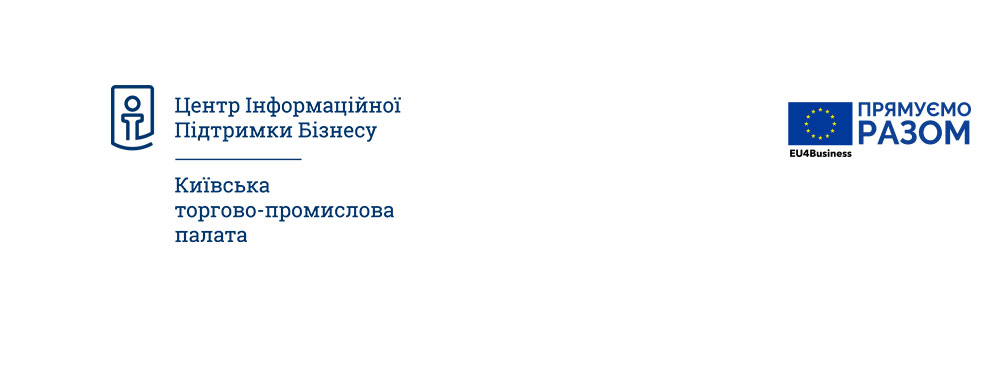 Центр Інформаційної
Підтримки Бізнесу
Київська
торгово-промислова
палата
ПРЯМУЄМО
РАЗОМ
EU4Business